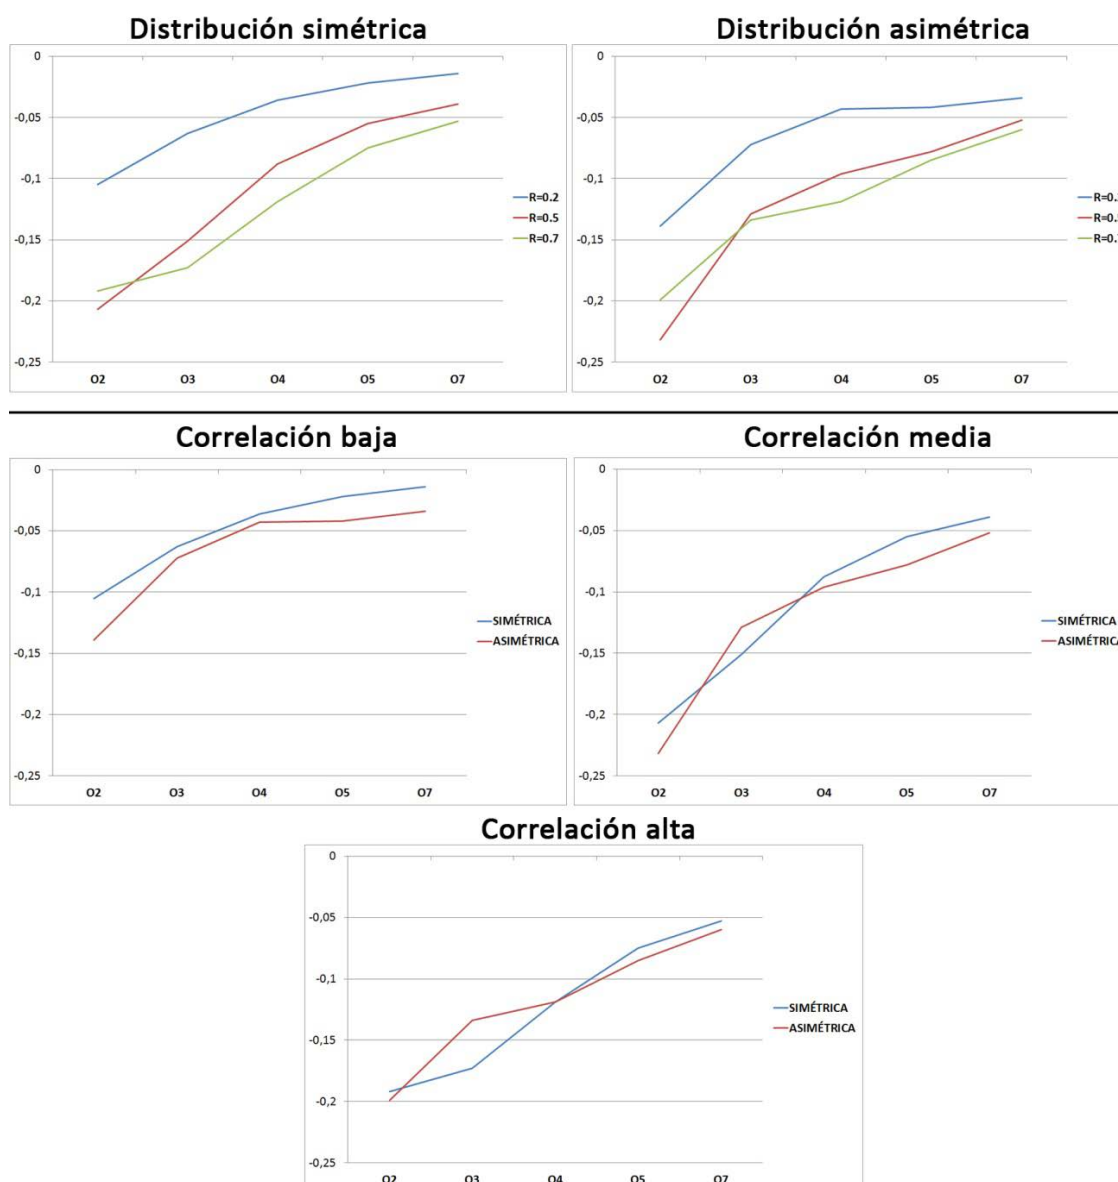 Distribución simétrica
0
-0,05
-0,1
-0,15
-0,2
-0,25
O2 O3 O4 O5 O7
R=0.2
R=0.5
R=0.7
Distribución asimétrica
0
-0,05
-0,1
-0,15
-0,2
-0,25
O2 O3 O4 O5 O7
R=0.
R=0.
R=0.
Correlación baja
0
-0,05
-0,1
-0,15
-0,2
-0,25
O2 O3 O4 O5 O7
SIMÉTRICA
ASIMÉTRICA
Correlación media
0
-0,05
-0,1
-0,15
-0,2
-0,25
O2 O3 O4 O5 O7
SIMÉTRICA
ASIMÉTRICA
Correlación alta
0
-0,05
-0,1
-0,15
-0,2
-0,25
O2 O3 O4 O5 O7
SIMÉTRICA
ASIMÉTRICA